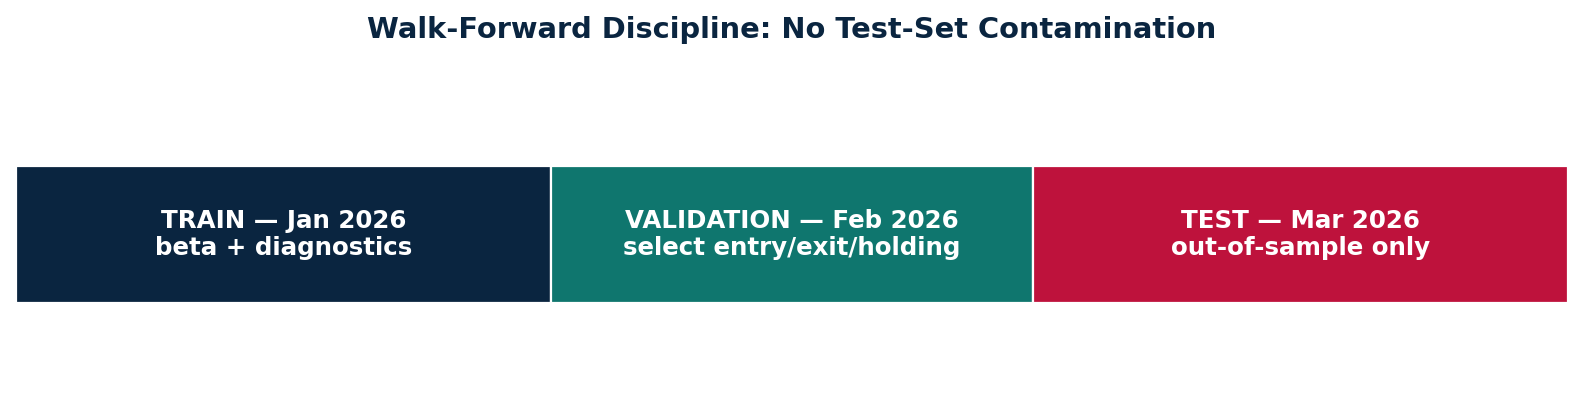 Walk-Forward Discipline: No Test-Set Contamination
TRAIN — Jan 2026
beta + diagnostics
VALIDATION — Feb 2026
select entry/exit/holding
TEST — Mar 2026
out-of-sample only